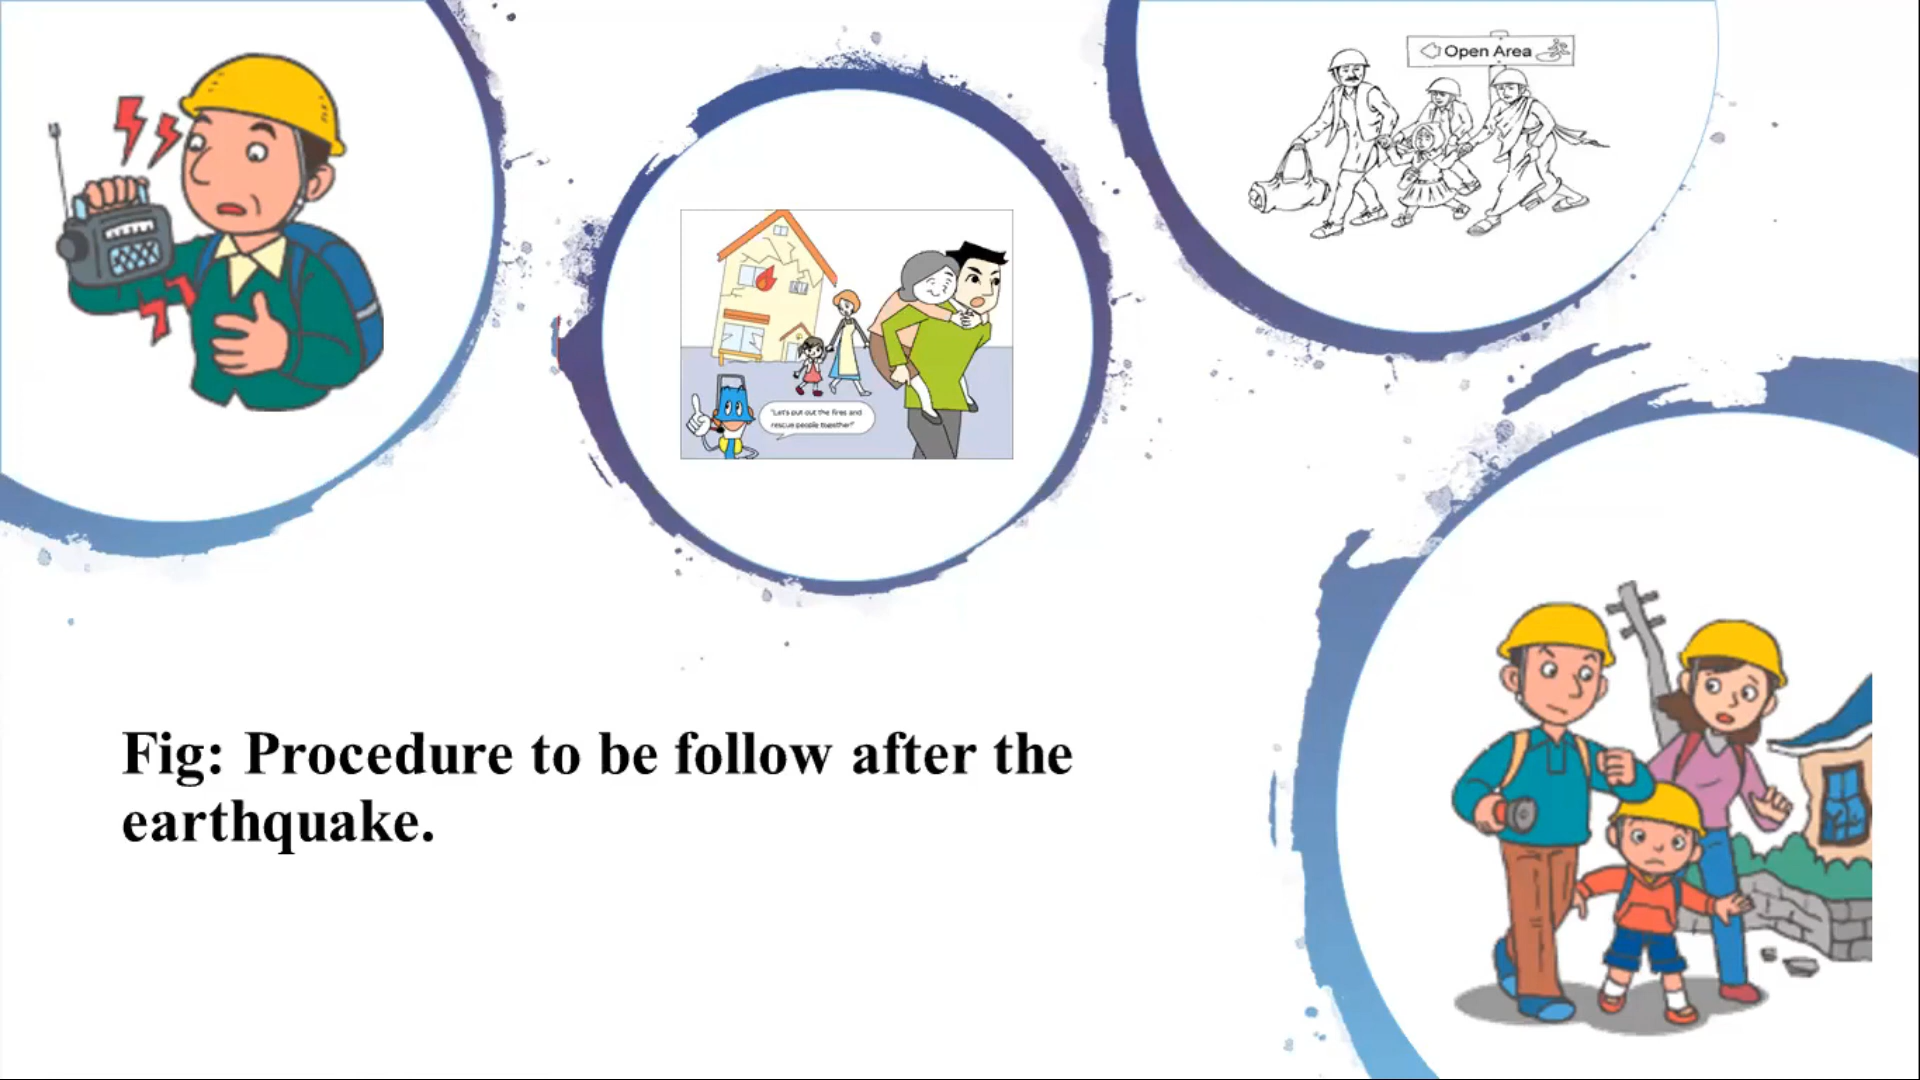 Open Area
"Let's put out the fires and
rescue people together!"
Fig: Procedure to be follow after the
earthquake.